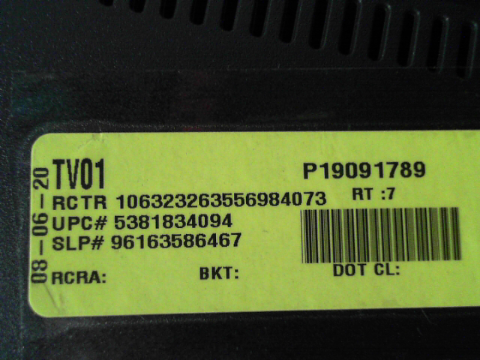 08-06-20
TV01 P19091789
RCTR 106323263556984073 RT :7
UPC# 5381834094
SLP# 96163586467
RCRA: BKT: DOT CL: